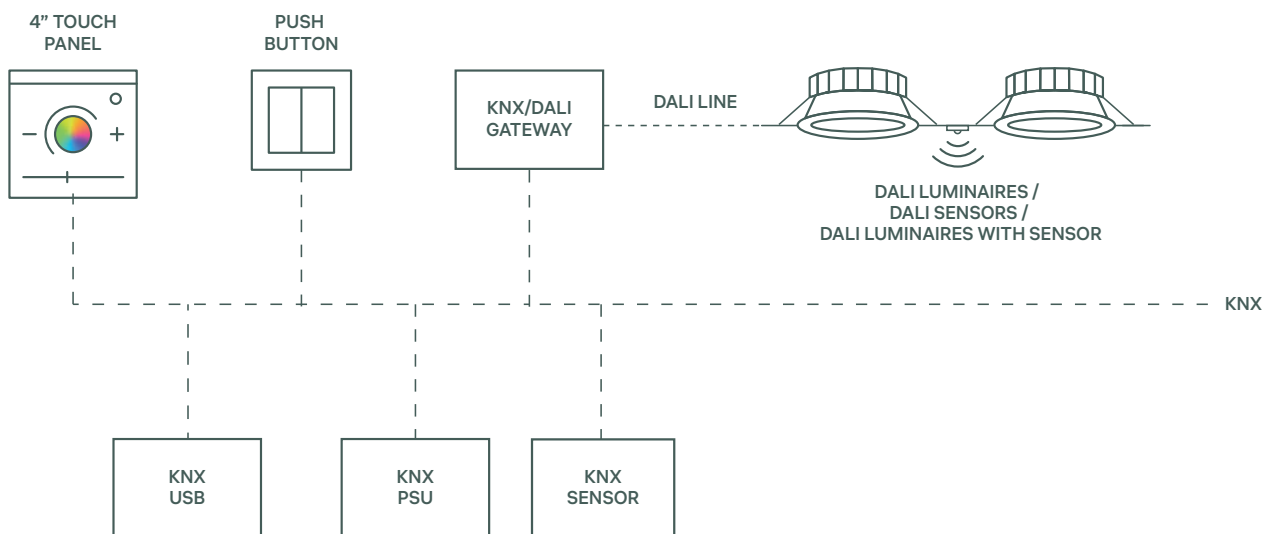 4” TOUCH
PANEL
PUSH
BUTTON
KNX/DALI
GATEWAY
DALI LINE
DALI LUMINAIRES /
DALI SENSORS /
DALI LUMINAIRES WITH SENSOR
KNX
KNX
USB
KNX
PSU
KNX
SENSOR